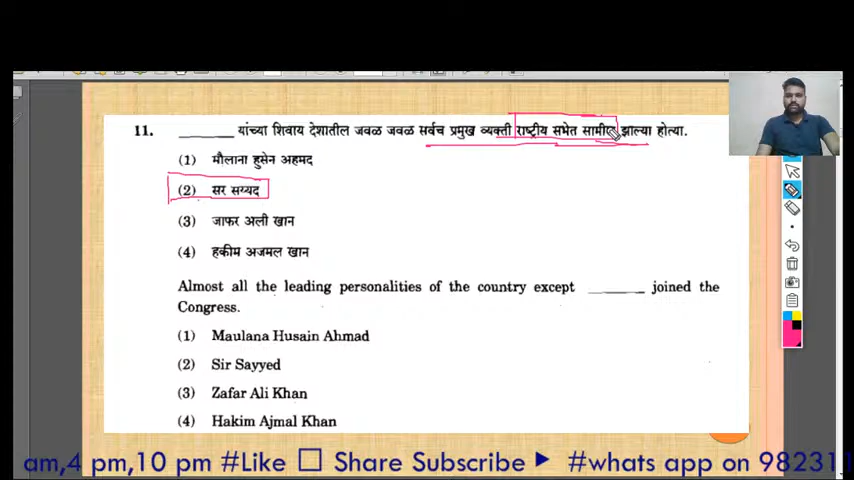 11. ______ यांच्या शिवाय देशातील जवळ जवळ सर्वच प्रमुख व्यक्ती राष्ट्रीय सभेत सामील झाल्या होत्या.
(1) मौलाना हुसेन अहमद
(2) सर सय्यद
(3) जाफर अली खान
(4) हकीम अजमल खान
Almost all the leading personalities of the country except ______ joined the
Congress.
(1) Maulana Husain Ahmad
(2) Sir Sayyed
(3) Zafar Ali Khan
(4) Hakim Ajmal Khan
am,4 pm,10 pm #Like ☐ Share Subscribe ▶ #whats app on 98231